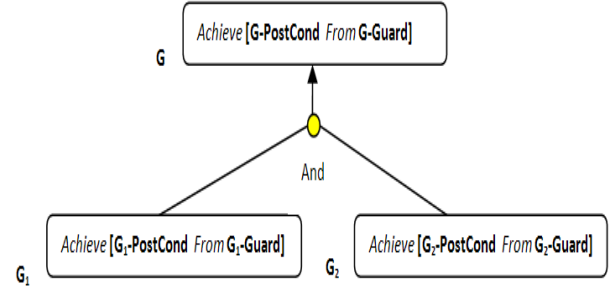 Achieve [G-PostCond From G-Guard]
G
And
Achieve [G₁-PostCond From G₁-Guard]
Achieve [G₂-PostCond From G₂-Guard]
G₁
G₂